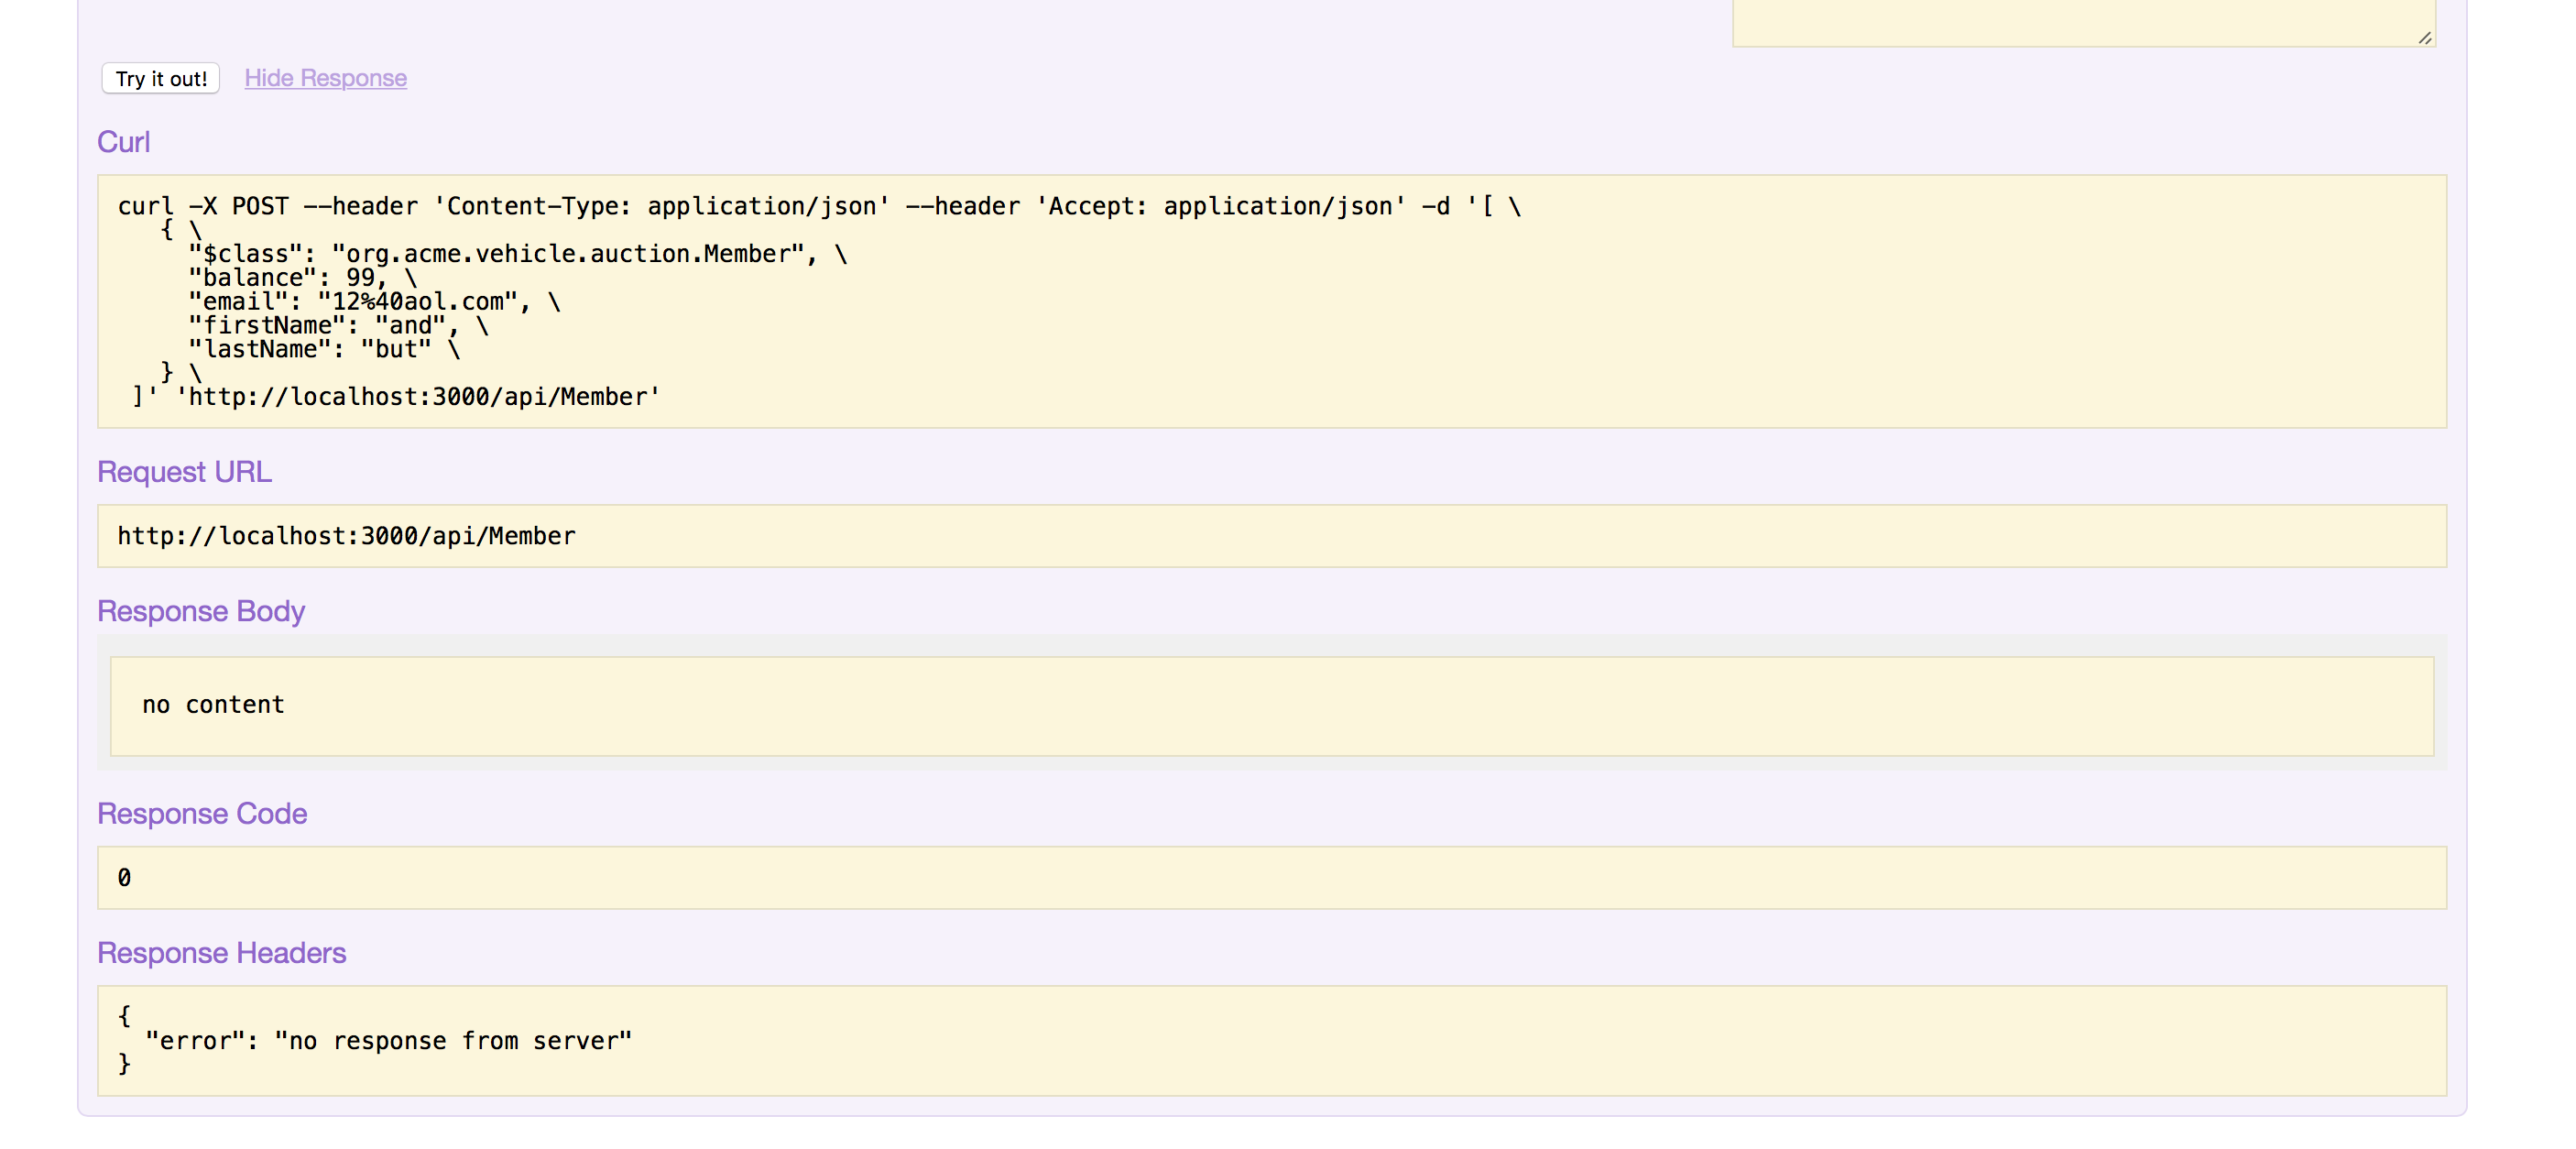 Try it out! Hide Response
Curl
curl -X POST --header 'Content-Type: application/json' --header 'Accept: application/json' -d '[ \
   { \
     "$class": "org.acme.vehicle.auction.Member", \
     "balance": 99, \
     "email": "12%40aol.com", \
     "firstName": "and", \
     "lastName": "but" \
   } \
 ]' 'http://localhost:3000/api/Member'
Request URL
http://localhost:3000/api/Member
Response Body
no content
Response Code
0
Response Headers
{
  "error": "no response from server"
}